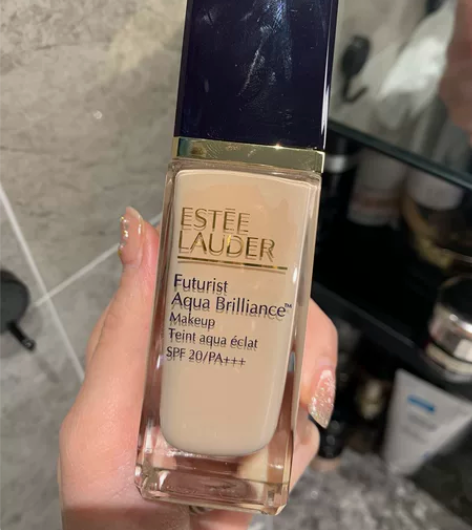 ESTĒE
LAUDER
Futurist
Aqua Brilliance™
Makeup
Teint aqua éclat
SPF 20/PA+++